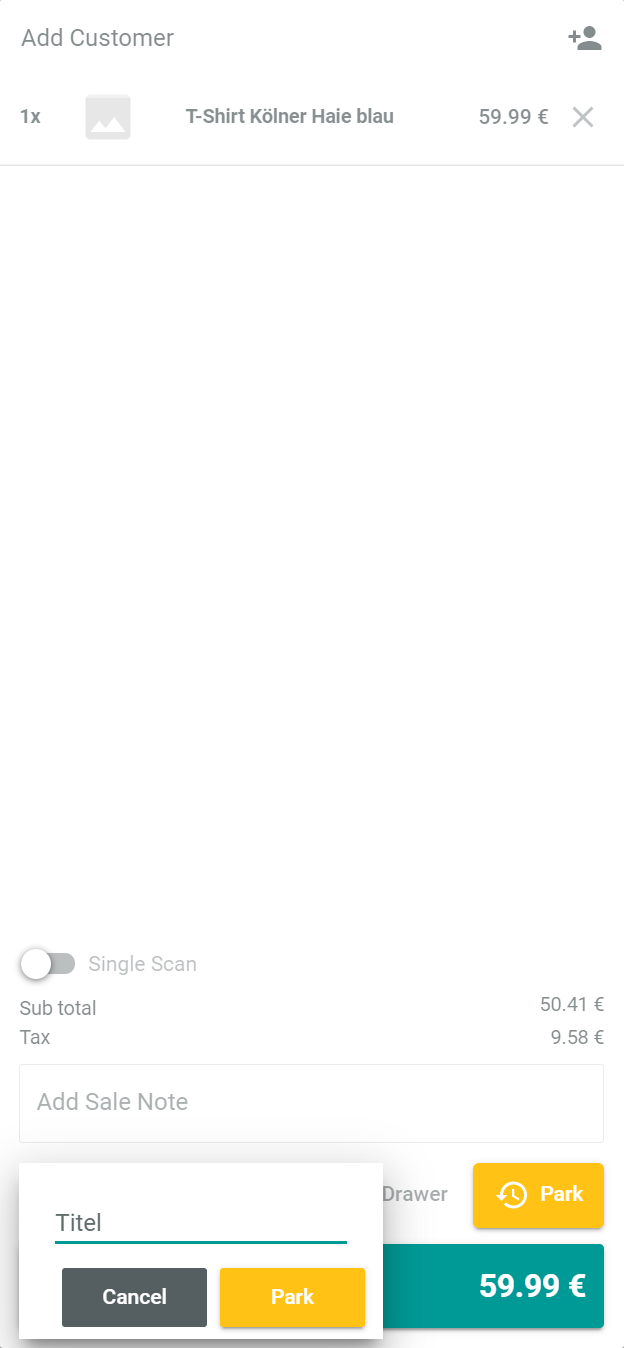 Add Customer
1x T-Shirt Kölner Haie blau 59.99 €
Single Scan
Sub total 50.41 €
Tax 9.58 €
Add Sale Note
Drawer Park
Titel
Cancel Park
59.99 €